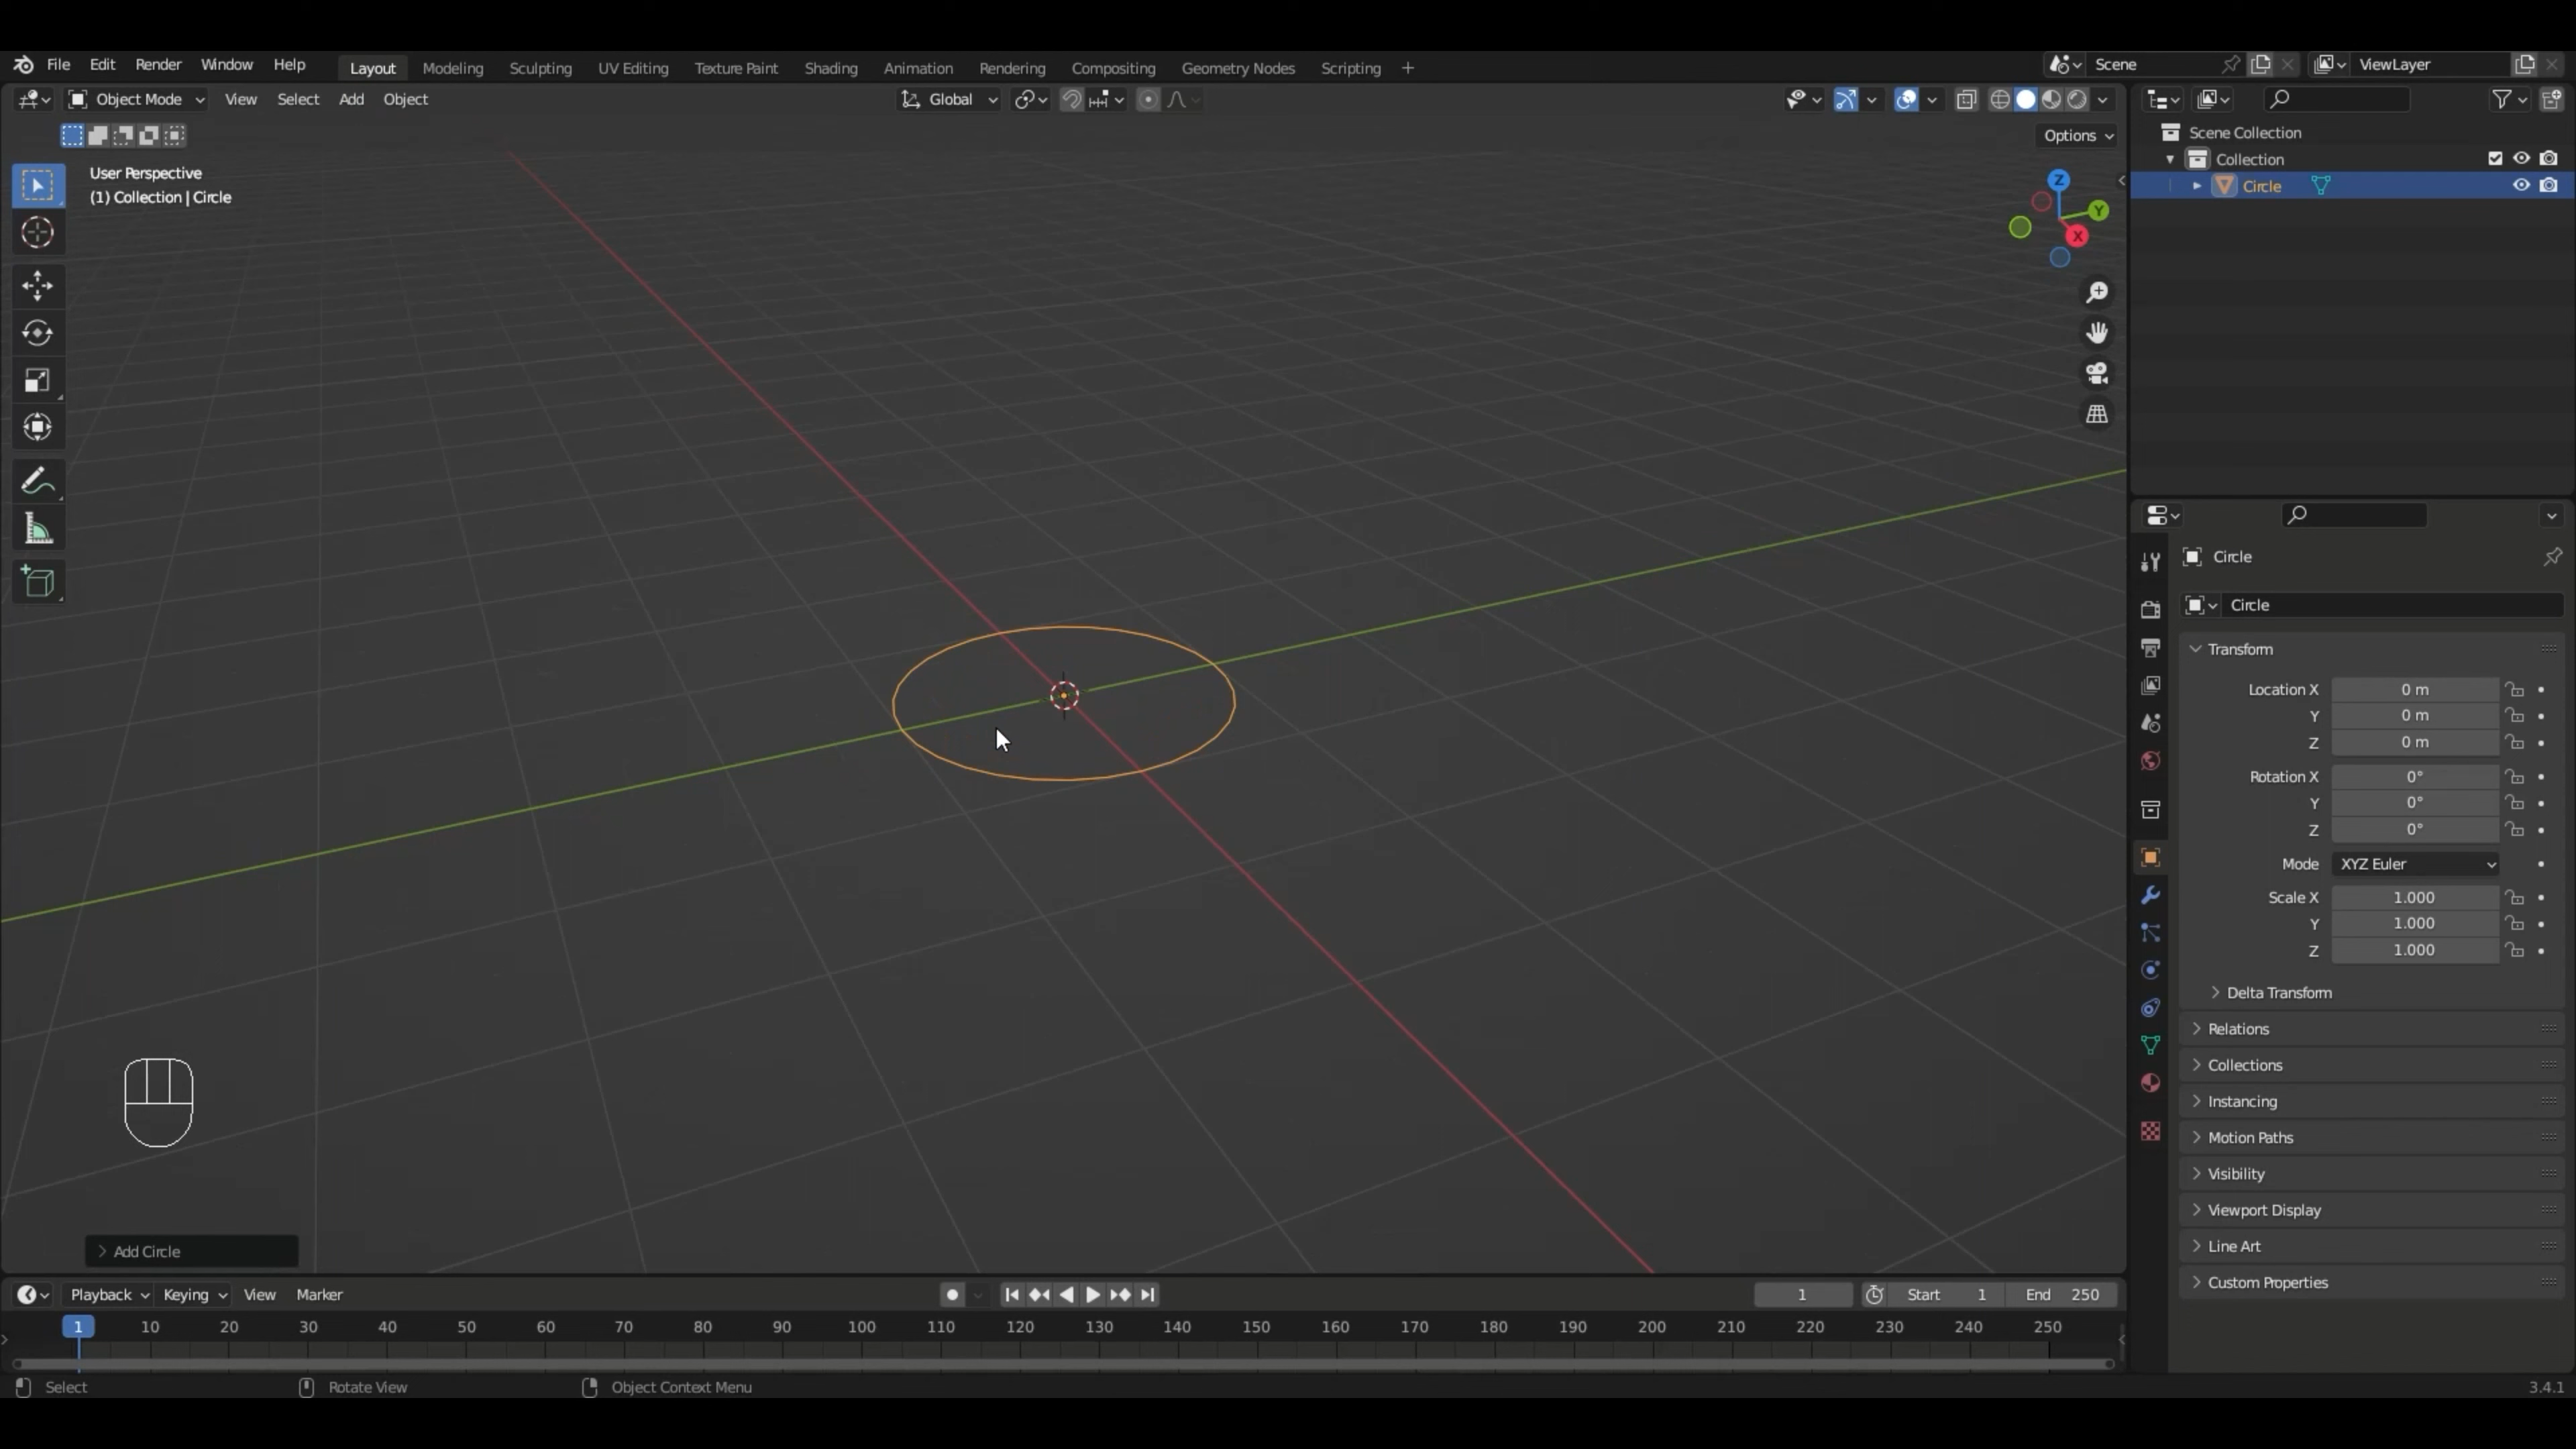 File Edit Render Window Help Layout Modeling Sculpting UV Editing Texture Paint Shading Animation Rendering Compositing Geometry Nodes Scripting + Scene ViewLayer
Object Mode View Select Add Object Global
Options
User Perspective
(1) Collection | Circle
Z
Y
X
Scene Collection
Collection
Circle
Circle
Circle
Transform
Location X 0 m
Y 0 m
Z 0 m
Rotation X 0°
Y 0°
Z 0°
Mode XYZ Euler
Scale X 1.000
Y 1.000
Z 1.000
Delta Transform
Relations
Collections
Instancing
Motion Paths
Visibility
Viewport Display
Line Art
Custom Properties
Add Circle
Playback Keying View Marker 1 Start 1 End 250
1 10 20 30 40 50 60 70 80 90 100 110 120 130 140 150 160 170 180 190 200 210 220 230 240 250
Select Rotate View Object Context Menu 3.4.1